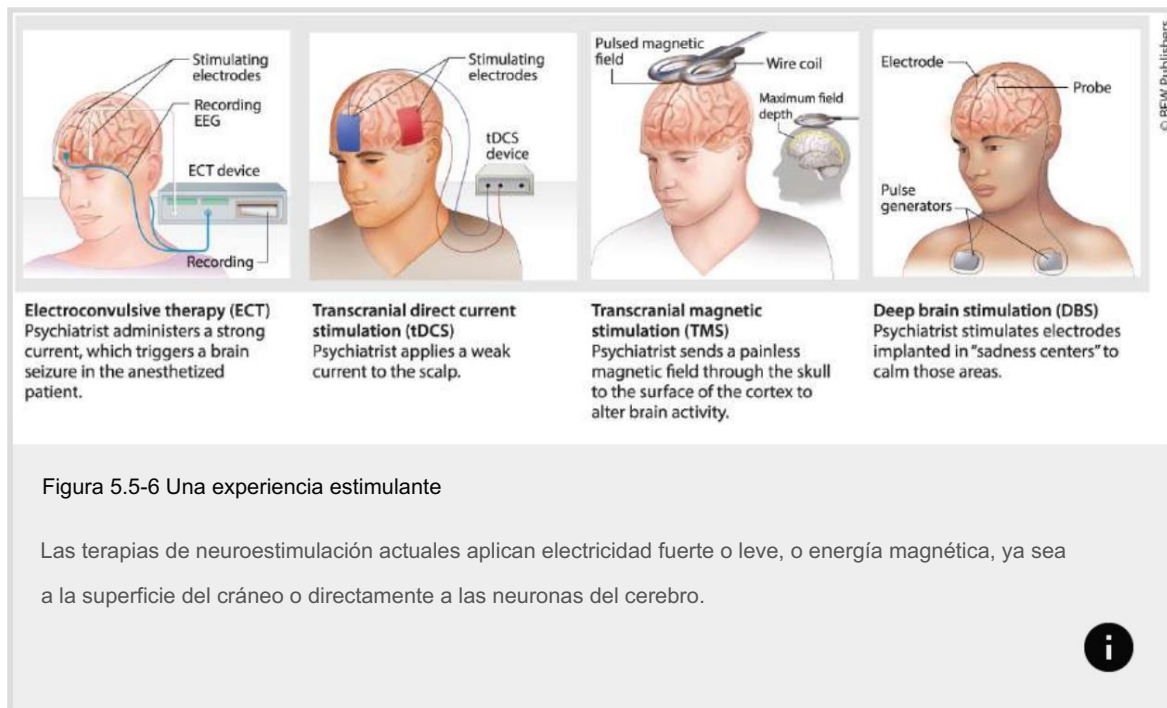 Stimulating
electrodes
Recording
EEG
ECT device
Recording
Stimulating
electrodes
tDCS
device
Pulsed magnetic
field
Wire coil
Maximum field
depth
Electrode
Probe
Pulse
generators
© BFW Publishers
Electroconvulsive therapy (ECT)
Psychiatrist administers a strong
current, which triggers a brain
seizure in the anesthetized
patient.
Transcranial direct current
stimulation (tDCS)
Psychiatrist applies a weak
current to the scalp.
Transcranial magnetic
stimulation (TMS)
Psychiatrist sends a painless
magnetic field through the skull
to the surface of the cortex to
alter brain activity.
Deep brain stimulation (DBS)
Psychiatrist stimulates electrodes
implanted in “sadness centers” to
calm those areas.
Figura 5.5-6 Una experiencia estimulante
Las terapias de neuroestimulación actuales aplican electricidad fuerte o leve, o energía magnética, ya sea
a la superficie del cráneo o directamente a las neuronas del cerebro.
i